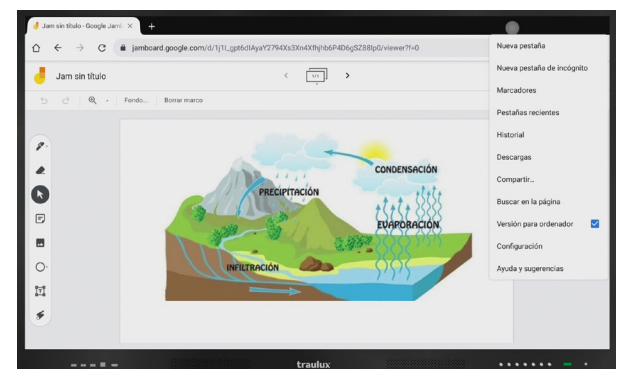 Jam sin título - Google Jamb
jamboard.google.com/d/1j1I_gpt6dIAyaY2794Xs3Xn4Xfhjhb6P4D6gSZ88Ip0/viewer?f=0
Jam sin título
1/1
Fondo...
Borrar marco
CONDENSACIÓN
PRECIPITACIÓN
EVAPORACIÓN
INFILTRACIÓN
Nueva pestaña
Nueva pestaña de incógnito
Marcadores
Pestañas recientes
Historial
Descargas
Compartir...
Buscar en la página
Versión para ordenador
Configuración
Ayuda y sugerencias
traulux